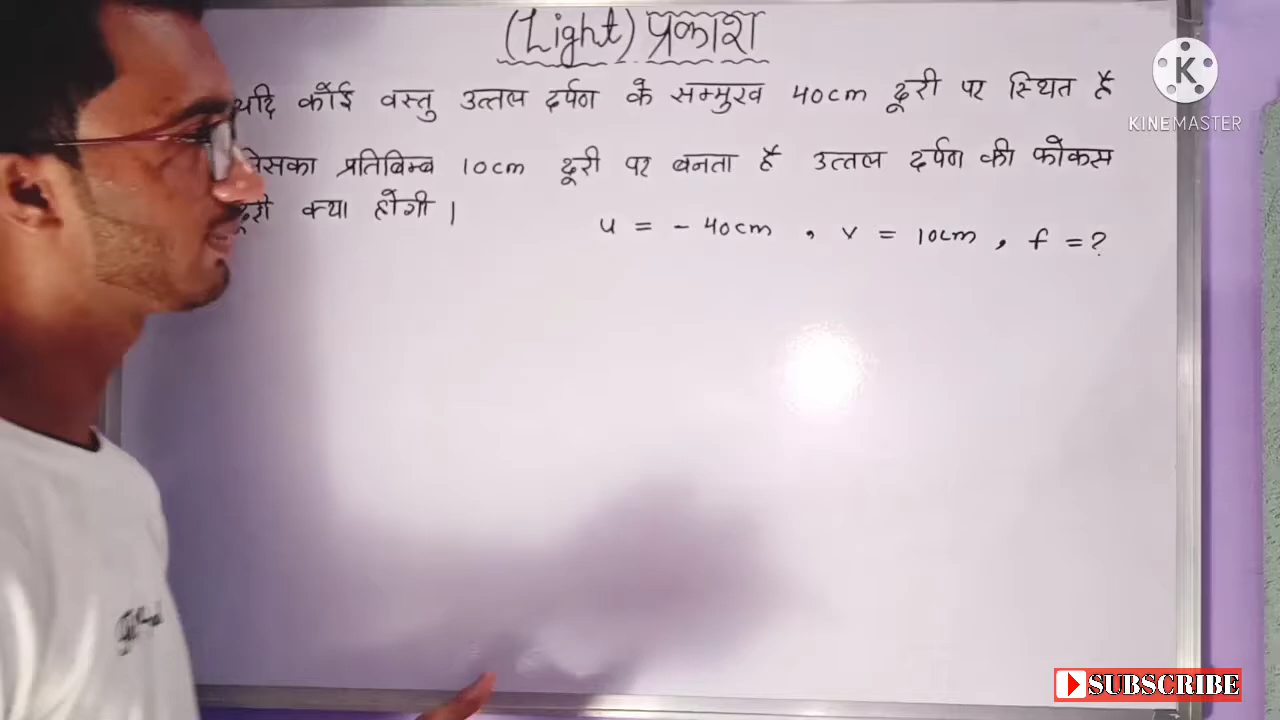 (Light) प्रकाश
यदि कोई वस्तु उत्तल दर्पण के सम्मुख 40cm दूरी पर स्थित है
प्रतिबिम्ब 10cm दूरी पर बनता है उत्तल दर्पण की फोकस
क्या होगी।
u = - 40cm , v = 10cm , f = ?
K
KINEMASTER
SUBSCRIBE